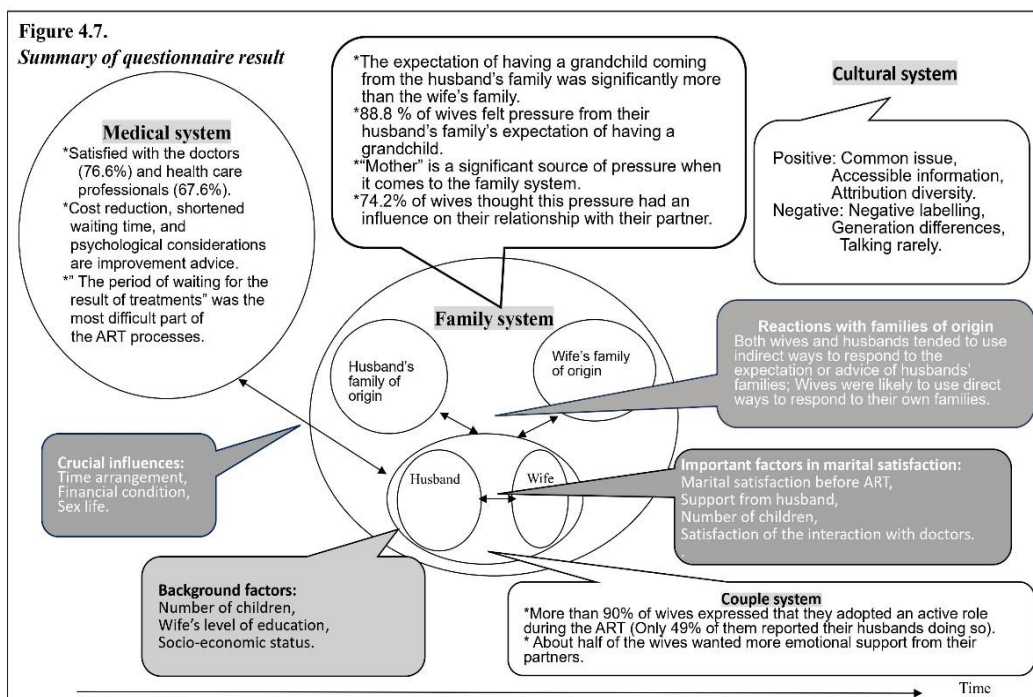 Figure 4.7.
Summary of questionnaire result
Medical system
*Satisfied with the doctors
(76.6%) and health care
professionals (67.6%).
*Cost reduction, shortened
waiting time, and
psychological considerations
are improvement advice.
*” The period of waiting for the
result of treatments” was the
most difficult part of
the ART processes.
*The expectation of having a grandchild coming
from the husband’s family was significantly more
than the wife’s family.
*88.8 % of wives felt pressure from their
husband’s family’s expectation of having a
grandchild.
*“Mother” is a significant source of pressure when
it comes to the family system.
*74.2% of wives thought this pressure had an
influence on their relationship with their partner.
Cultural system
Positive: Common issue,
Accessible information,
Attribution diversity.
Negative: Negative labelling,
Generation differences,
Talking rarely.
Family system
Husband’s
family of
origin
Wife’s family
of origin
Reactions with families of origin
Both wives and husbands tended to use
indirect ways to respond to the
expectation or advice of husbands’
families; Wives were likely to use direct
ways to respond to their own families.
Crucial influences:
Time arrangement,
Financial condition,
Sex life.
Husband
Wife
Important factors in marital satisfaction:
Marital satisfaction before ART,
Support from husband,
Number of children,
Satisfaction of the interaction with doctors.
.
Background factors:
Number of children,
Wife’s level of education,
Socio-economic status.
Couple system
*More than 90% of wives expressed that they adopted an active role
during the ART (Only 49% of them reported their husbands doing so).
* About half of the wives wanted more emotional support from their
partners.
Time